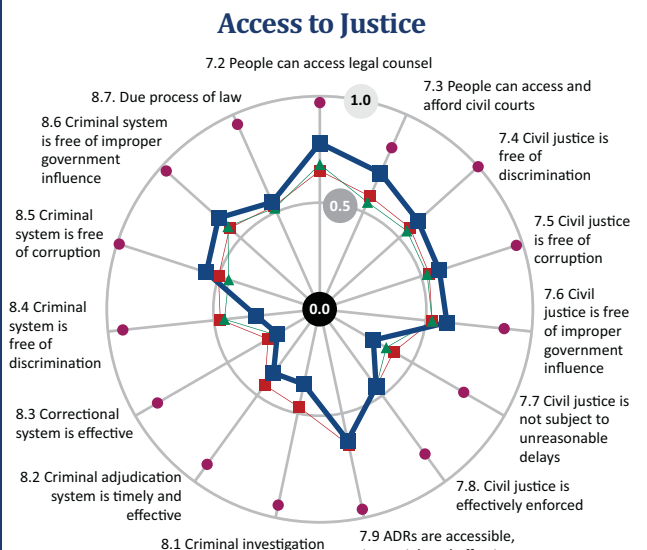 Access to Justice
7.2 People can access legal counsel
7.3 People can access and
afford civil courts
7.4 Civil justice is
free of
discrimination
7.5 Civil justice
is free of
corruption
7.6 Civil
justice is free
of improper
government
influence
7.7 Civil justice is
not subject to
unreasonable
delays
7.8. Civil justice is
effectively enforced
7.9 ADRs are accessible,
8.1 Criminal investigation
8.2 Criminal adjudication
system is timely and
effective
8.3 Correctional
system is effective
8.4 Criminal
system is
free of
discrimination
8.5 Criminal
system is free
of corruption
8.6 Criminal system
is free of improper
government
influence
8.7. Due process of law
1.0
0.5
0.0